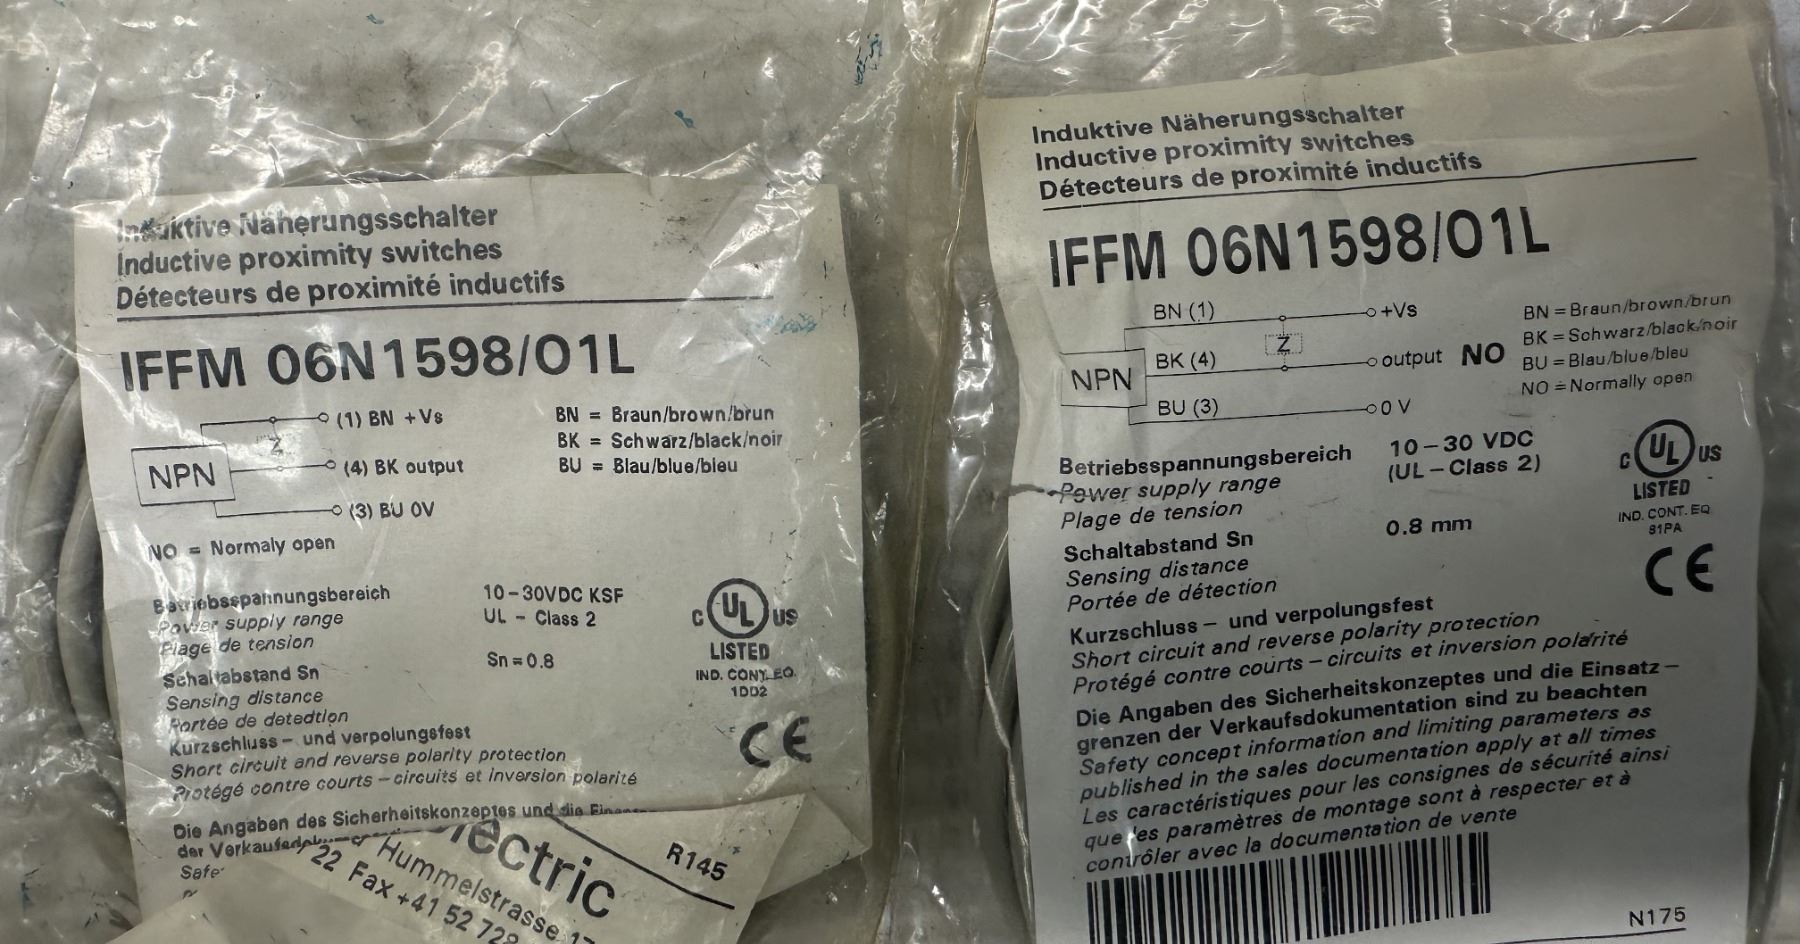 Induktive Näherungsschalter
Inductive proximity switches
Détecteurs de proximité inductifs
IFFM 06N1598/O1L
(1) BN +Vs
Z
NPN
(4) BK output
(3) BU 0V
BN = Braun/brown/brun
BK = Schwarz/black/noir
BU = Blau/blue/bleu
NO = Normaly open
Betriebsspannungsbereich
Power supply range
Plage de tension
10-30VDC KSF
UL - Class 2
Schaltabstand Sn
Sensing distance
Portée de detedtion
Sn = 0.8
C UL US
LISTED
IND. CONT. EQ.
1DD2
CE
Kurzschluss - und verpolungsfest
Short circuit and reverse polarity protection
Protégé contre courts - circuits et inversion polarité
Die Angaben des Sicherheitskonzeptes und die
der
Hummelstrasse
22 Fax +41 52
R145
Induktive Näherungsschalter
Inductive proximity switches
Détecteurs de proximité inductifs
IFFM 06N1598/O1L
BN (1) +Vs
Z
NPN
BK (4) output NO
BU (3) 0 V
BN = Braun/brown/brun
BK = Schwarz/black/noir
BU = Blau/blue/bleu
NO = Normally open
Betriebsspannungsbereich
Power supply range
Plage de tension
10 - 30 VDC
(UL - Class 2)
Schaltabstand Sn
Sensing distance
Portée de détection
0.8 mm
C UL US
LISTED
IND. CONT. EQ
81PA
CE
Kurzschluss - und verpolungsfest
Short circuit and reverse polarity protection
Protégé contre courts - circuits et inversion polarité
Die Angaben des Sicherheitskonzeptes und die Einsatz -
grenzen der Verkaufsdokumentation sind zu beachten
Safety concept information and limiting parameters as
published in the sales documentation apply at all times
Les caractéristiques pour les consignes de sécurité ainsi
que les paramètres de montage sont à respecter et à
contrôler avec la documentation de vente
N175